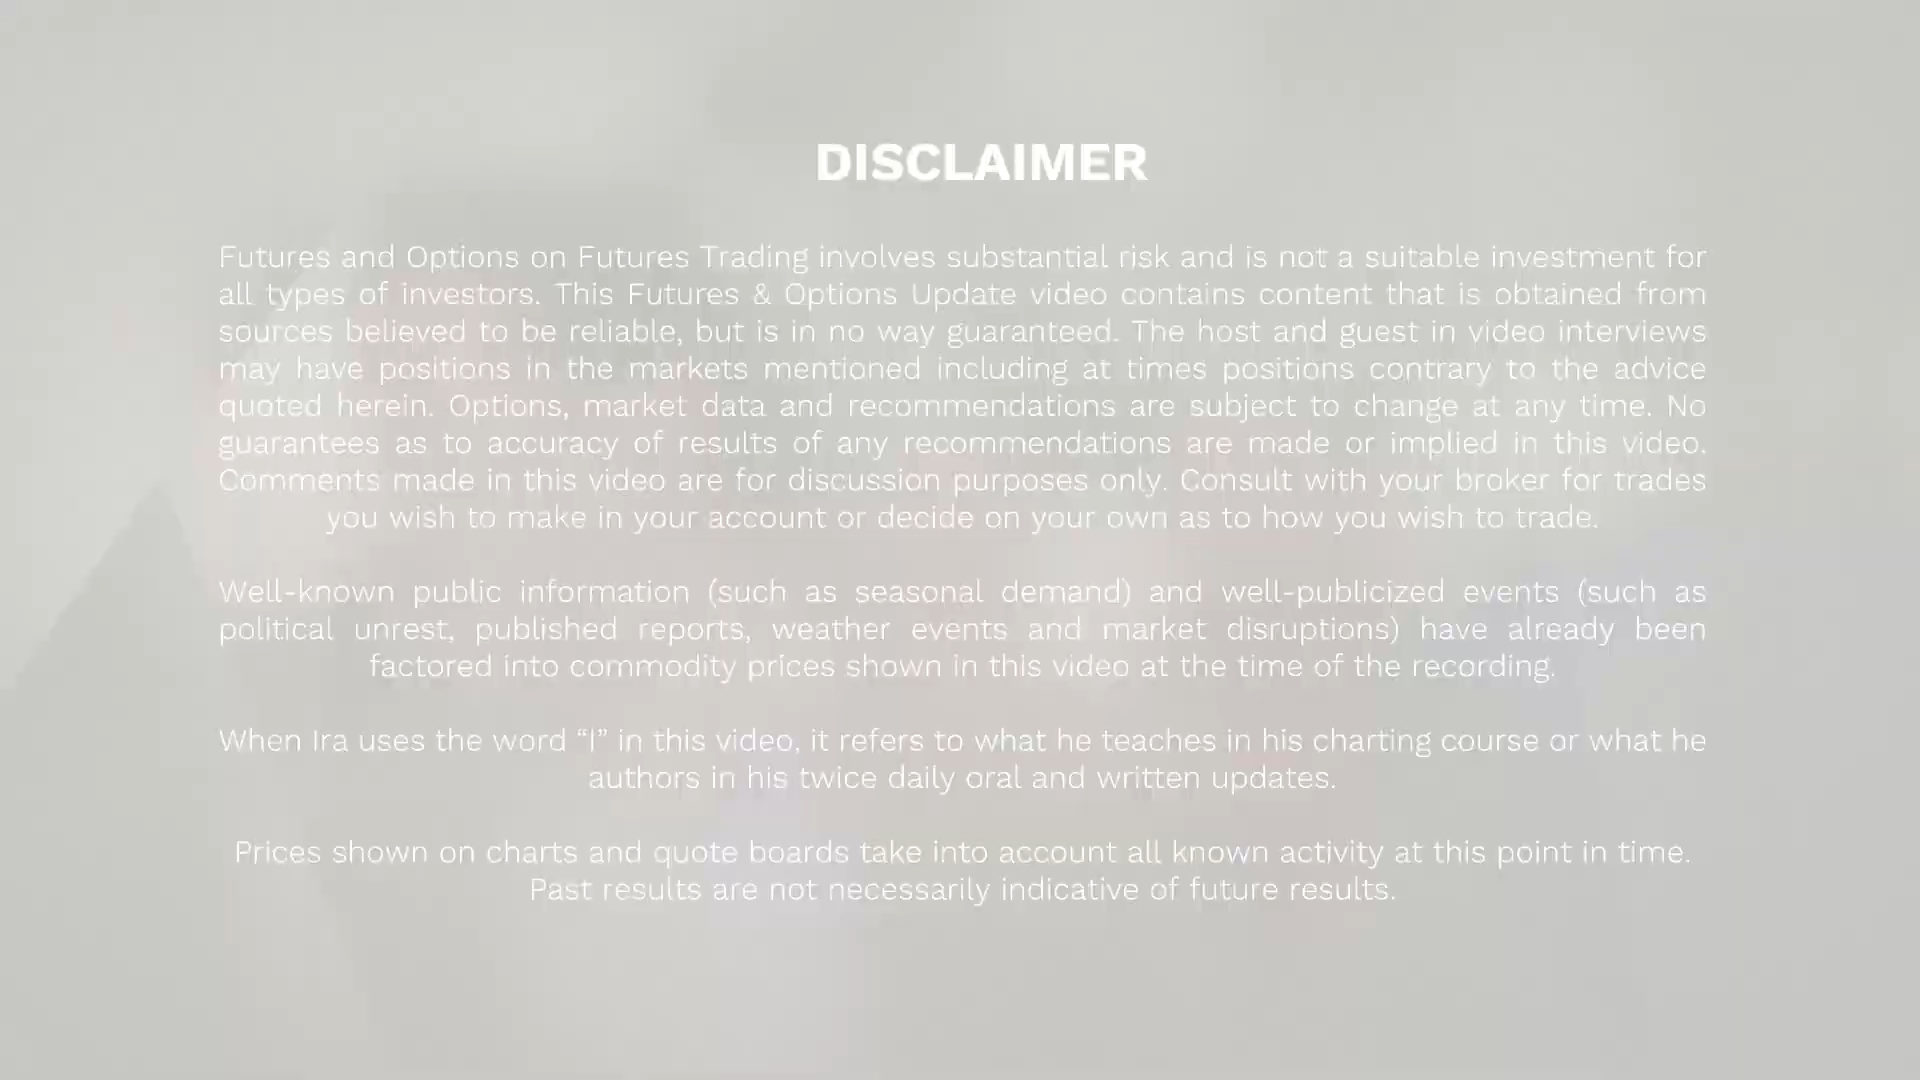 DISCLAIMER
Futures and Options on Futures Trading involves substantial risk and is not a suitable investment for
all types of investors. This Futures & Options Update video contains content that is obtained from
sources believed to be reliable, but is in no way guaranteed. The host and guest in video interviews
may have positions in the markets mentioned including at times positions contrary to the advice
quoted herein. Options, market data and recommendations are subject to change at any time. No
guarantees as to accuracy of results of any recommendations are made or implied in this video.
Comments made in this video are for discussion purposes only. Consult with your broker for trades
you wish to make in your account or decide on your own as to how you wish to trade.
Well-known public information (such as seasonal demand) and well-publicized events (such as
political unrest, published reports, weather events and market disruptions) have already been
factored into commodity prices shown in this video at the time of the recording.
When Ira uses the word “I” in this video, it refers to what he teaches in his charting course or what he
authors in his twice daily oral and written updates.
Prices shown on charts and quote boards take into account all known activity at this point in time.
Past results are not necessarily indicative of future results.